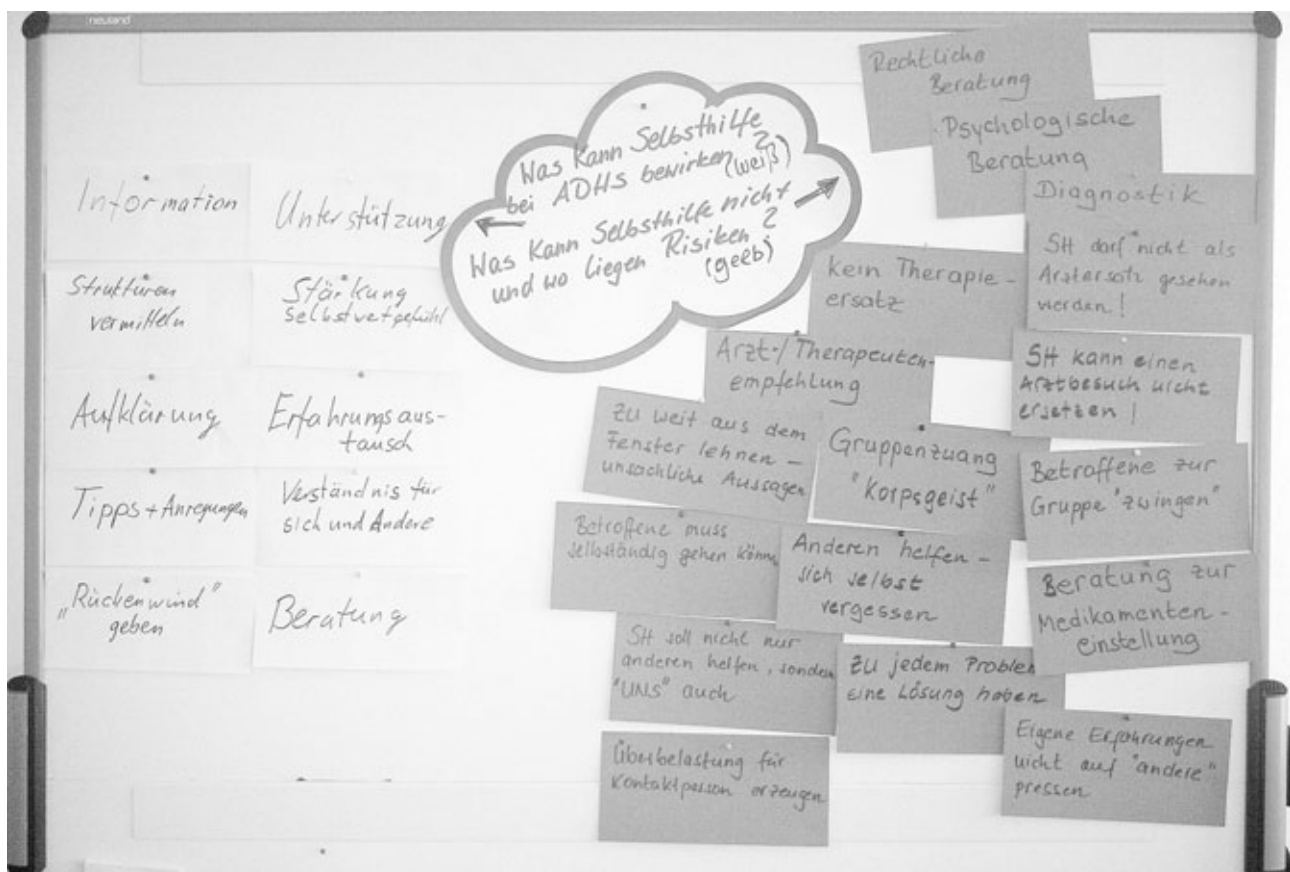 neuland
Was kann Selbsthilfe
bei ADHS bewirken?
(weiß)
Was kann Selbsthilfe nicht
und wo liegen Risiken?
(gelb)
Information
Unterstützung
Strukturen
vermitteln
Stärkung
Selbstwertgefühl
Aufklärung
Erfahrungsaus-
tausch
Tipps + Anregungen
Verständnis für
sich und Andere
„Rückenwind"
geben
Beratung
Rechtliche
Beratung
Psychologische
Beratung
Diagnostik
SH darf nicht als
Arztersatz gesehen
werden!
kein Therapie-
ersatz
Arzt-/Therapeuten-
empfehlung
SH kann einen
Arztbesuch nicht
ersetzen!
zu weit aus dem
Fenster lehnen -
unsachliche Aussagen
Gruppenzwang
"Korpsgeist"
Betroffene zur
Gruppe "zwingen"
Betroffene muss
selbständig gehen könn
Anderen helfen -
sich selbst
vergessen
Beratung zur
Medikamenten-
einstellung
SH soll nicht nur
anderen helfen, sondern
"UNS" auch
zu jedem Problem
eine Lösung haben
Überbelastung für
Kontaktperson erzeugen
Eigene Erfahrungen
nicht auf "andere"
pressen